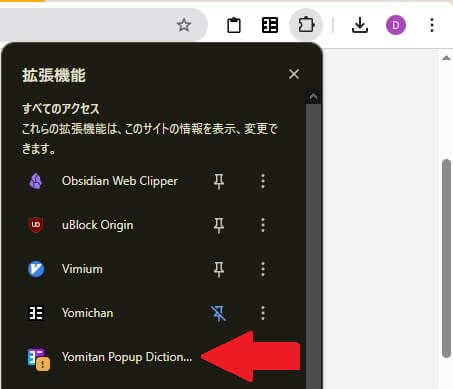 D
拡張機能
すべてのアクセス
これらの拡張機能は、このサイトの情報を表示、変更で
きます。
Obsidian Web Clipper
uBlock Origin
Vimium
Yomichan
Yomitan Popup Diction...